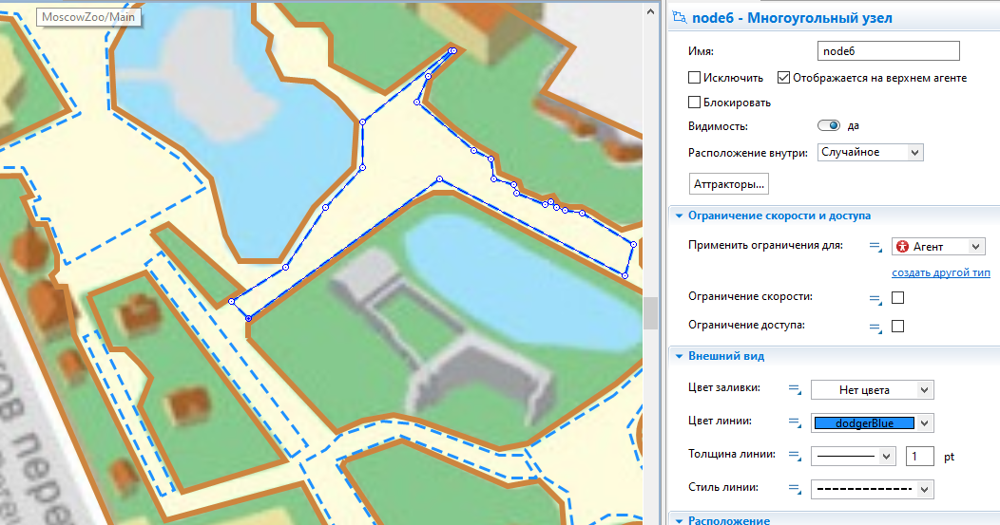 MoscowZoo/Main
node6 - Многоугольный узел
Имя: node6
Исключить Отображается на верхнем агенте
Блокировать
Видимость: да
Расположение внутри: Случайное
Аттракторы...
Ограничение скорости и доступа
Применить ограничения для: Агент
создать другой тип
Ограничение скорости:
Ограничение доступа:
Внешний вид
Цвет заливки: Нет цвета
Цвет линии: dodgerBlue
Толщина линии: 1 pt
Стиль линии:
Расположение